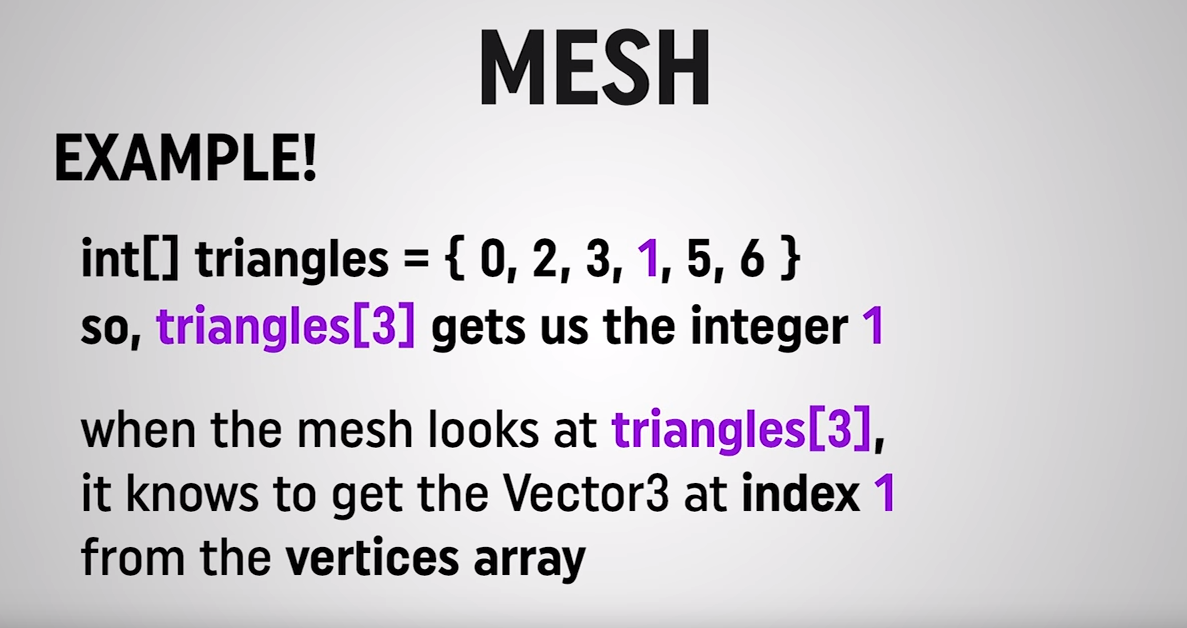 MESH
EXAMPLE!
int[] triangles = { 0, 2, 3, 1, 5, 6 }
so, triangles[3] gets us the integer 1
when the mesh looks at triangles[3],
it knows to get the Vector3 at index 1
from the vertices array